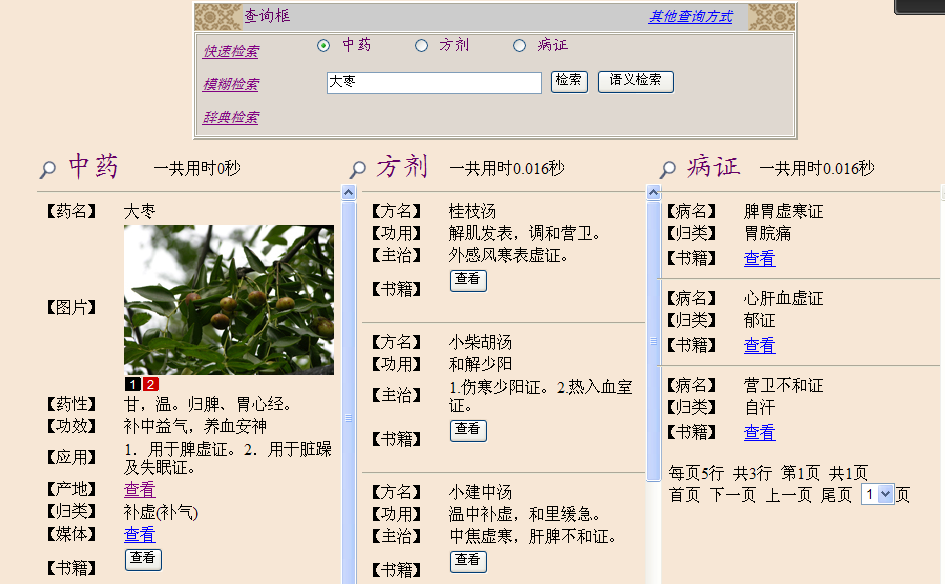 查询框 其他查询方式
快速检索 中药 方剂 病证
模糊检索 大枣 检索 语义检索
辞典检索
中药 一共用时0秒
【药名】 大枣
【图片】
1 2
【药性】 甘，温。归脾、胃心经。
【功效】 补中益气，养血安神
【应用】 1．用于脾虚证。2．用于脏躁
及失眠证。
【产地】 查看
【归类】 补虚(补气)
【媒体】 查看
【书籍】 查看
方剂 一共用时0.016秒
【方名】 桂枝汤
【功用】 解肌发表，调和营卫。
【主治】 外感风寒表虚证。
【书籍】 查看
【方名】 小柴胡汤
【功用】 和解少阳
【主治】 1.伤寒少阳证。2.热入血室
证。
【书籍】 查看
【方名】 小建中汤
【功用】 温中补虚，和里缓急。
【主治】 中焦虚寒，肝脾不和证。
【书籍】 查看
病证 一共用时0.016秒
【病名】 脾胃虚寒证
【归类】 胃脘痛
【书籍】 查看
【病名】 心肝血虚证
【归类】 郁证
【书籍】 查看
【病名】 营卫不和证
【归类】 自汗
【书籍】 查看
每页5行 共3行 第1页 共1页
首页 下一页 上一页 尾页 1 页